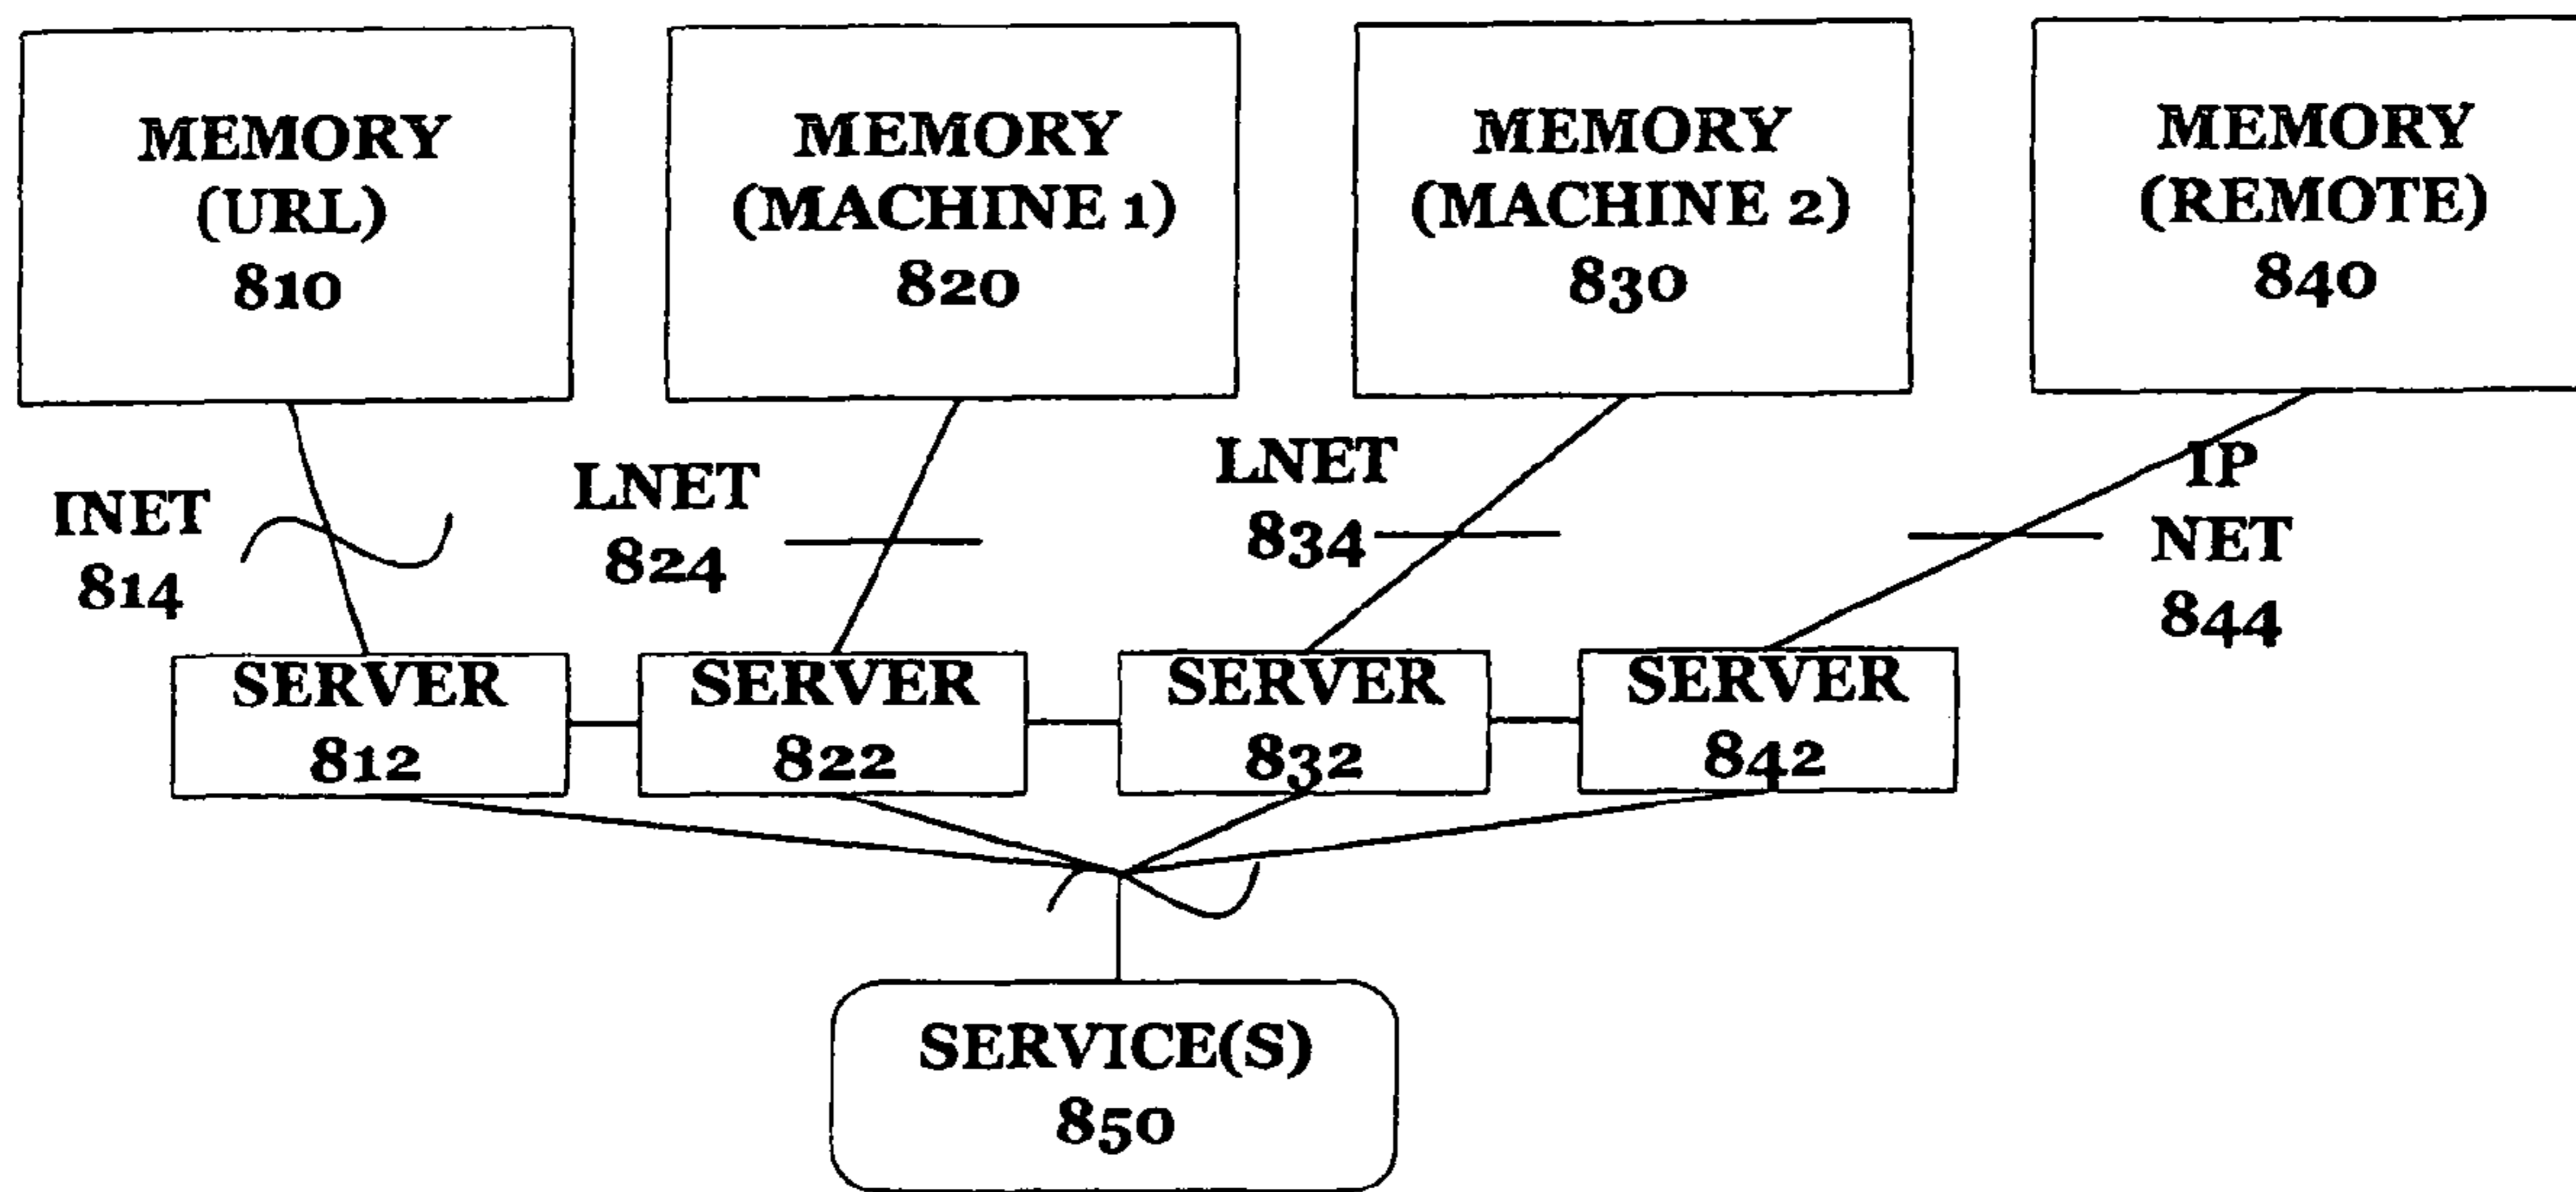 MEMORY
(URL)
810
MEMORY
(MACHINE 1)
820
MEMORY
(MACHINE 2)
830
MEMORY
(REMOTE)
840
INET
814
LNET
824
LNET
834
IP
NET
844
SERVER
812
SERVER
822
SERVER
832
SERVER
842
SERVICE(S)
850